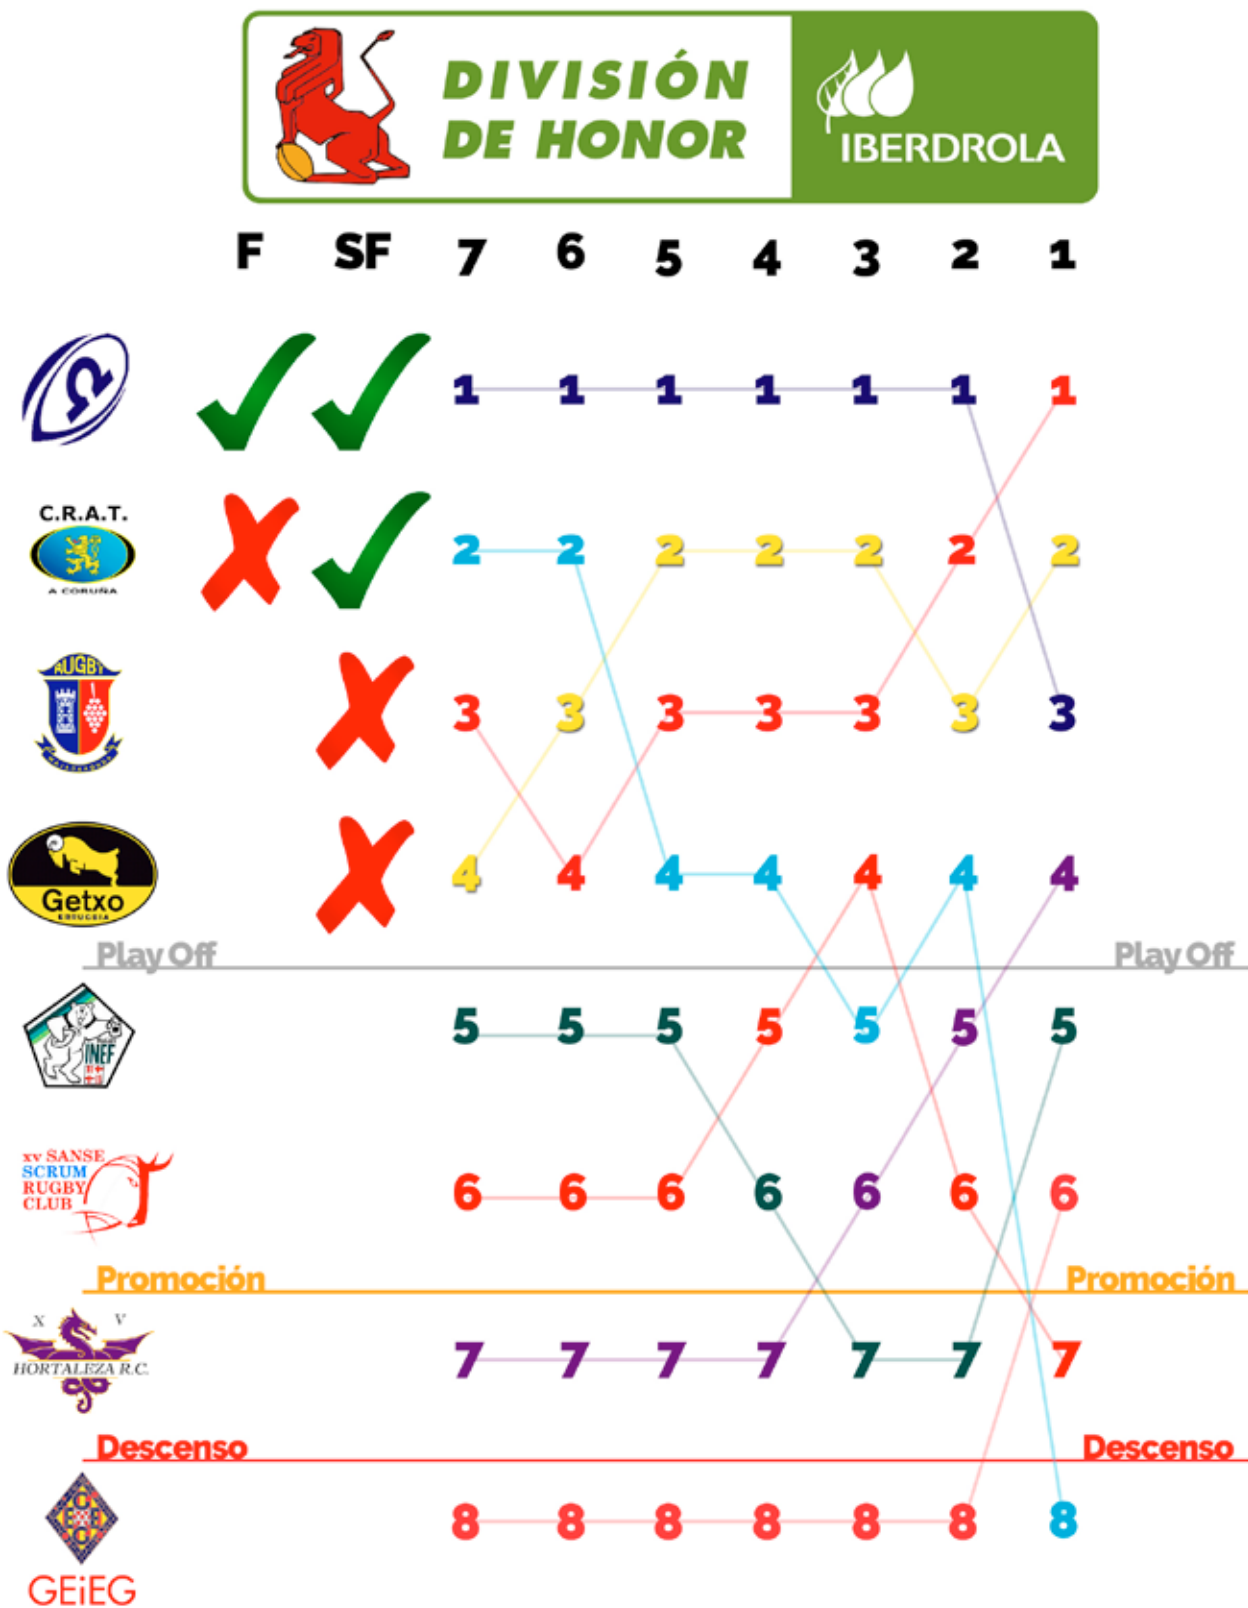 DIVISIÓN
DE HONOR
IBERDROLA
F SF 7 6 5 4 3 2 1
Ω
1 1 1 1 1 1 1
C.R.A.T.
A CORUÑA
2 2 2 2 2 2 2
RUGBY
3 3 3 3 3 3 3
4 4 4 4 4 4 4
Getxo
Play Off Play Off
INEF
5 5 5 5 5 5 5
XV SANSE
SCRUM
RUGBY
CLUB
6 6 6 6 6 6 6
Promoción Promoción
X V
HORTALEZA R.C.
7 7 7 7 7 7 7
Descenso Descenso
8 8 8 8 8 8 8
GEiEG